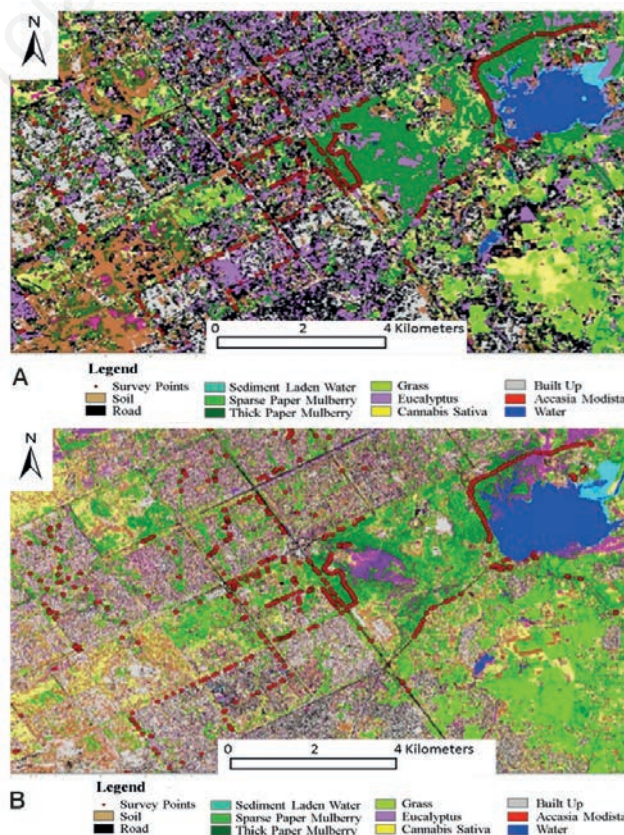 N
0 2 4 Kilometers
Legend
A
Survey Points Sediment Laden Water Grass Built Up
Soil Sparse Paper Mulberry Eucalyptus Accasia Modista
Road Thick Paper Mulberry Cannabis Sativa Water
N
0 2 4 Kilometers
Legend
B
Survey Points Sediment Laden Water Grass Built Up
Soil Sparse Paper Mulberry Eucalyptus Accasia Modista
Road Thick Paper Mulberry Cannabis Sativa Water